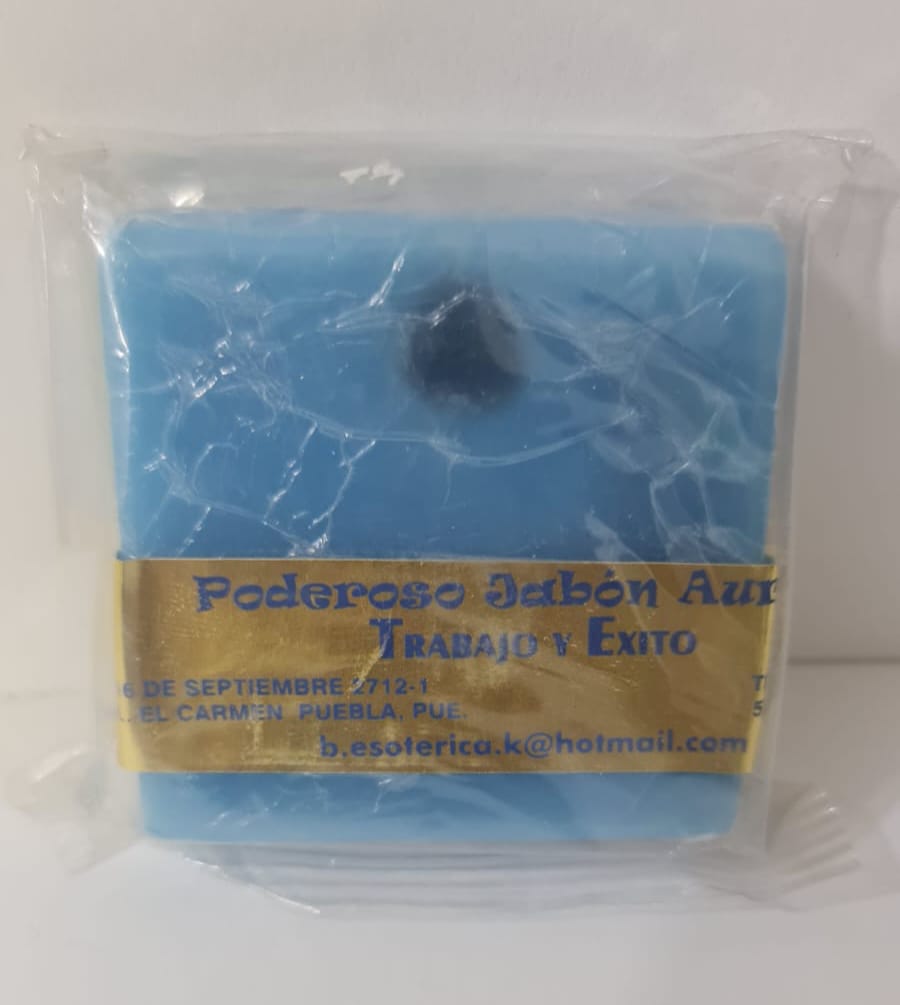 Poderoso Jabón Aur
TRABAJO Y EXITO
6 DE SEPTIEMBRE 2712-1
EL CARMEN PUEBLA, PUE.
b.esoterica.k@hotmail.com